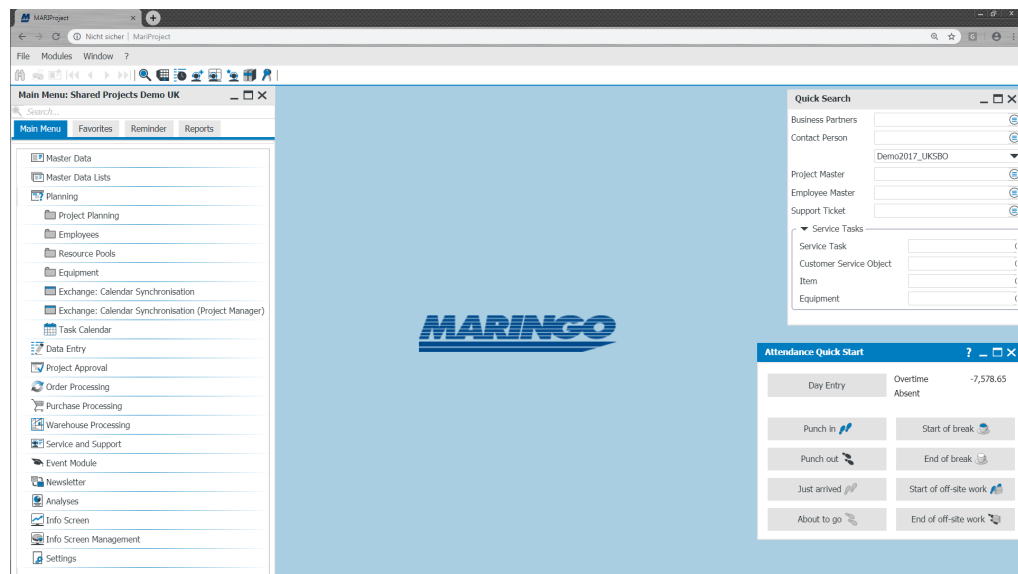 MARIProject
Nicht sicher | MariProject
File Modules Window ?
Main Menu: Shared Projects Demo UK
Search...
Main Menu Favorites Reminder Reports
Master Data
Master Data Lists
Planning
Project Planning
Employees
Resource Pools
Equipment
Exchange: Calendar Synchronisation
Exchange: Calendar Synchronisation (Project Manager)
Task Calendar
Data Entry
Project Approval
Order Processing
Purchase Processing
Warehouse Processing
Service and Support
Event Module
Newsletter
Analyses
Info Screen
Info Screen Management
Settings
MARINGO
Quick Search
Business Partners
Contact Person
Demo2017_UKSBO
Project Master
Employee Master
Support Ticket
Service Tasks
Service Task
Customer Service Object
Item
Equipment
Attendance Quick Start ?
Day Entry
Overtime -7,578.65
Absent
Punch in Start of break
Punch out End of break
Just arrived Start of off-site work
About to go End of off-site work